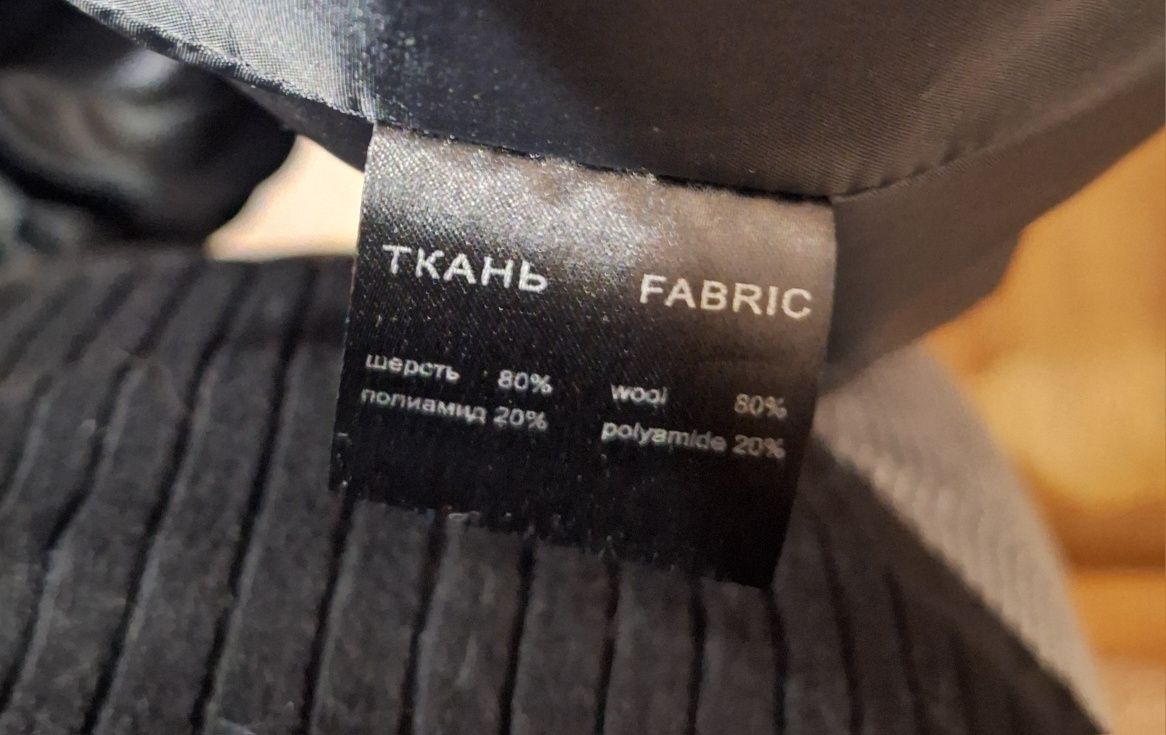 ТКАНЬ FABRIC
шерсть 80% wool 80%
полиамид 20% polyamide 20%